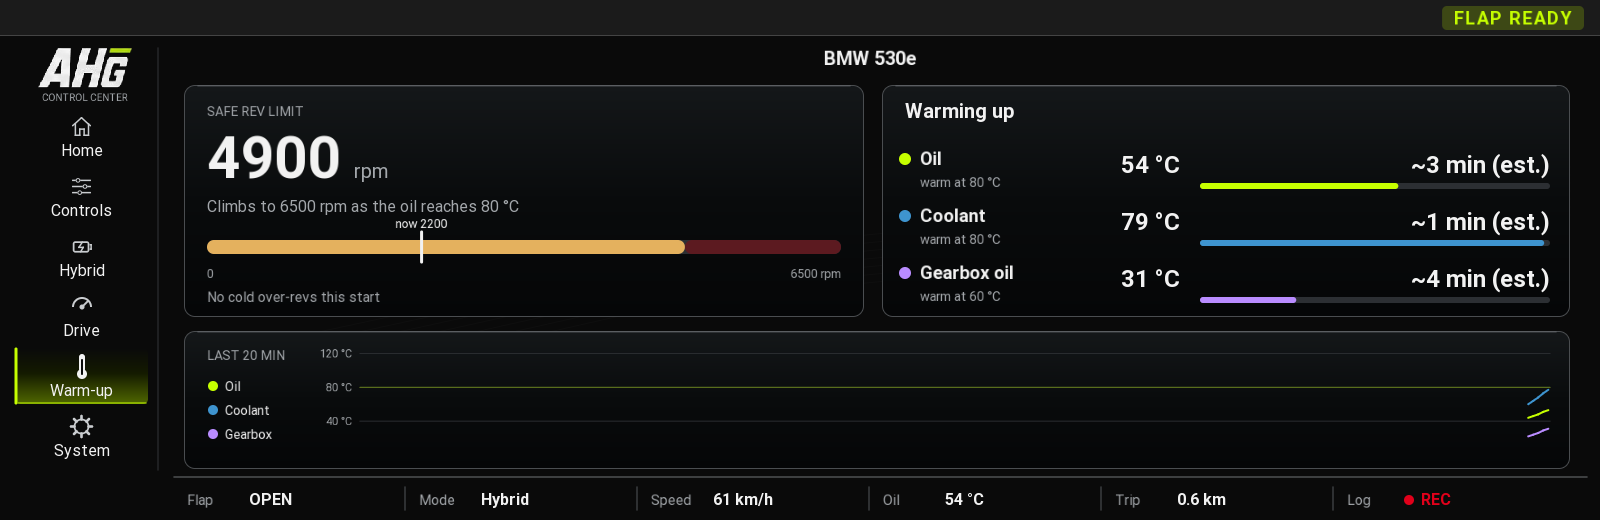 FLAP READY
AHG
CONTROL CENTER
Home
Controls
Hybrid
Drive
Warm-up
System
BMW 530e
SAFE REV LIMIT
4900 rpm
Climbs to 6500 rpm as the oil reaches 80 °C
now 2200
0 6500 rpm
No cold over-revs this start
Warming up
Oil 54 °C ~3 min (est.)
warm at 80 °C
Coolant 79 °C ~1 min (est.)
warm at 80 °C
Gearbox oil 31 °C ~4 min (est.)
warm at 60 °C
LAST 20 MIN
Oil
Coolant
Gearbox
120 °C
80 °C
40 °C
Flap OPEN Mode Hybrid Speed 61 km/h Oil 54 °C Trip 0.6 km Log REC